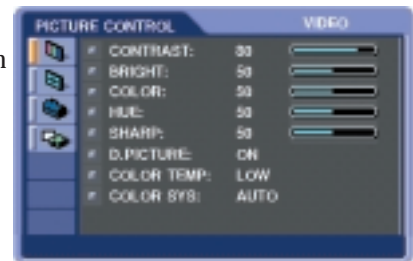 PICTURE CONTROL VIDEO
CONTRAST: 80
BRIGHT: 50
COLOR: 50
HUE: 50
SHARP: 50
D.PICTURE: ON
COLOR TEMP: LOW
COLOR SYS: AUTO